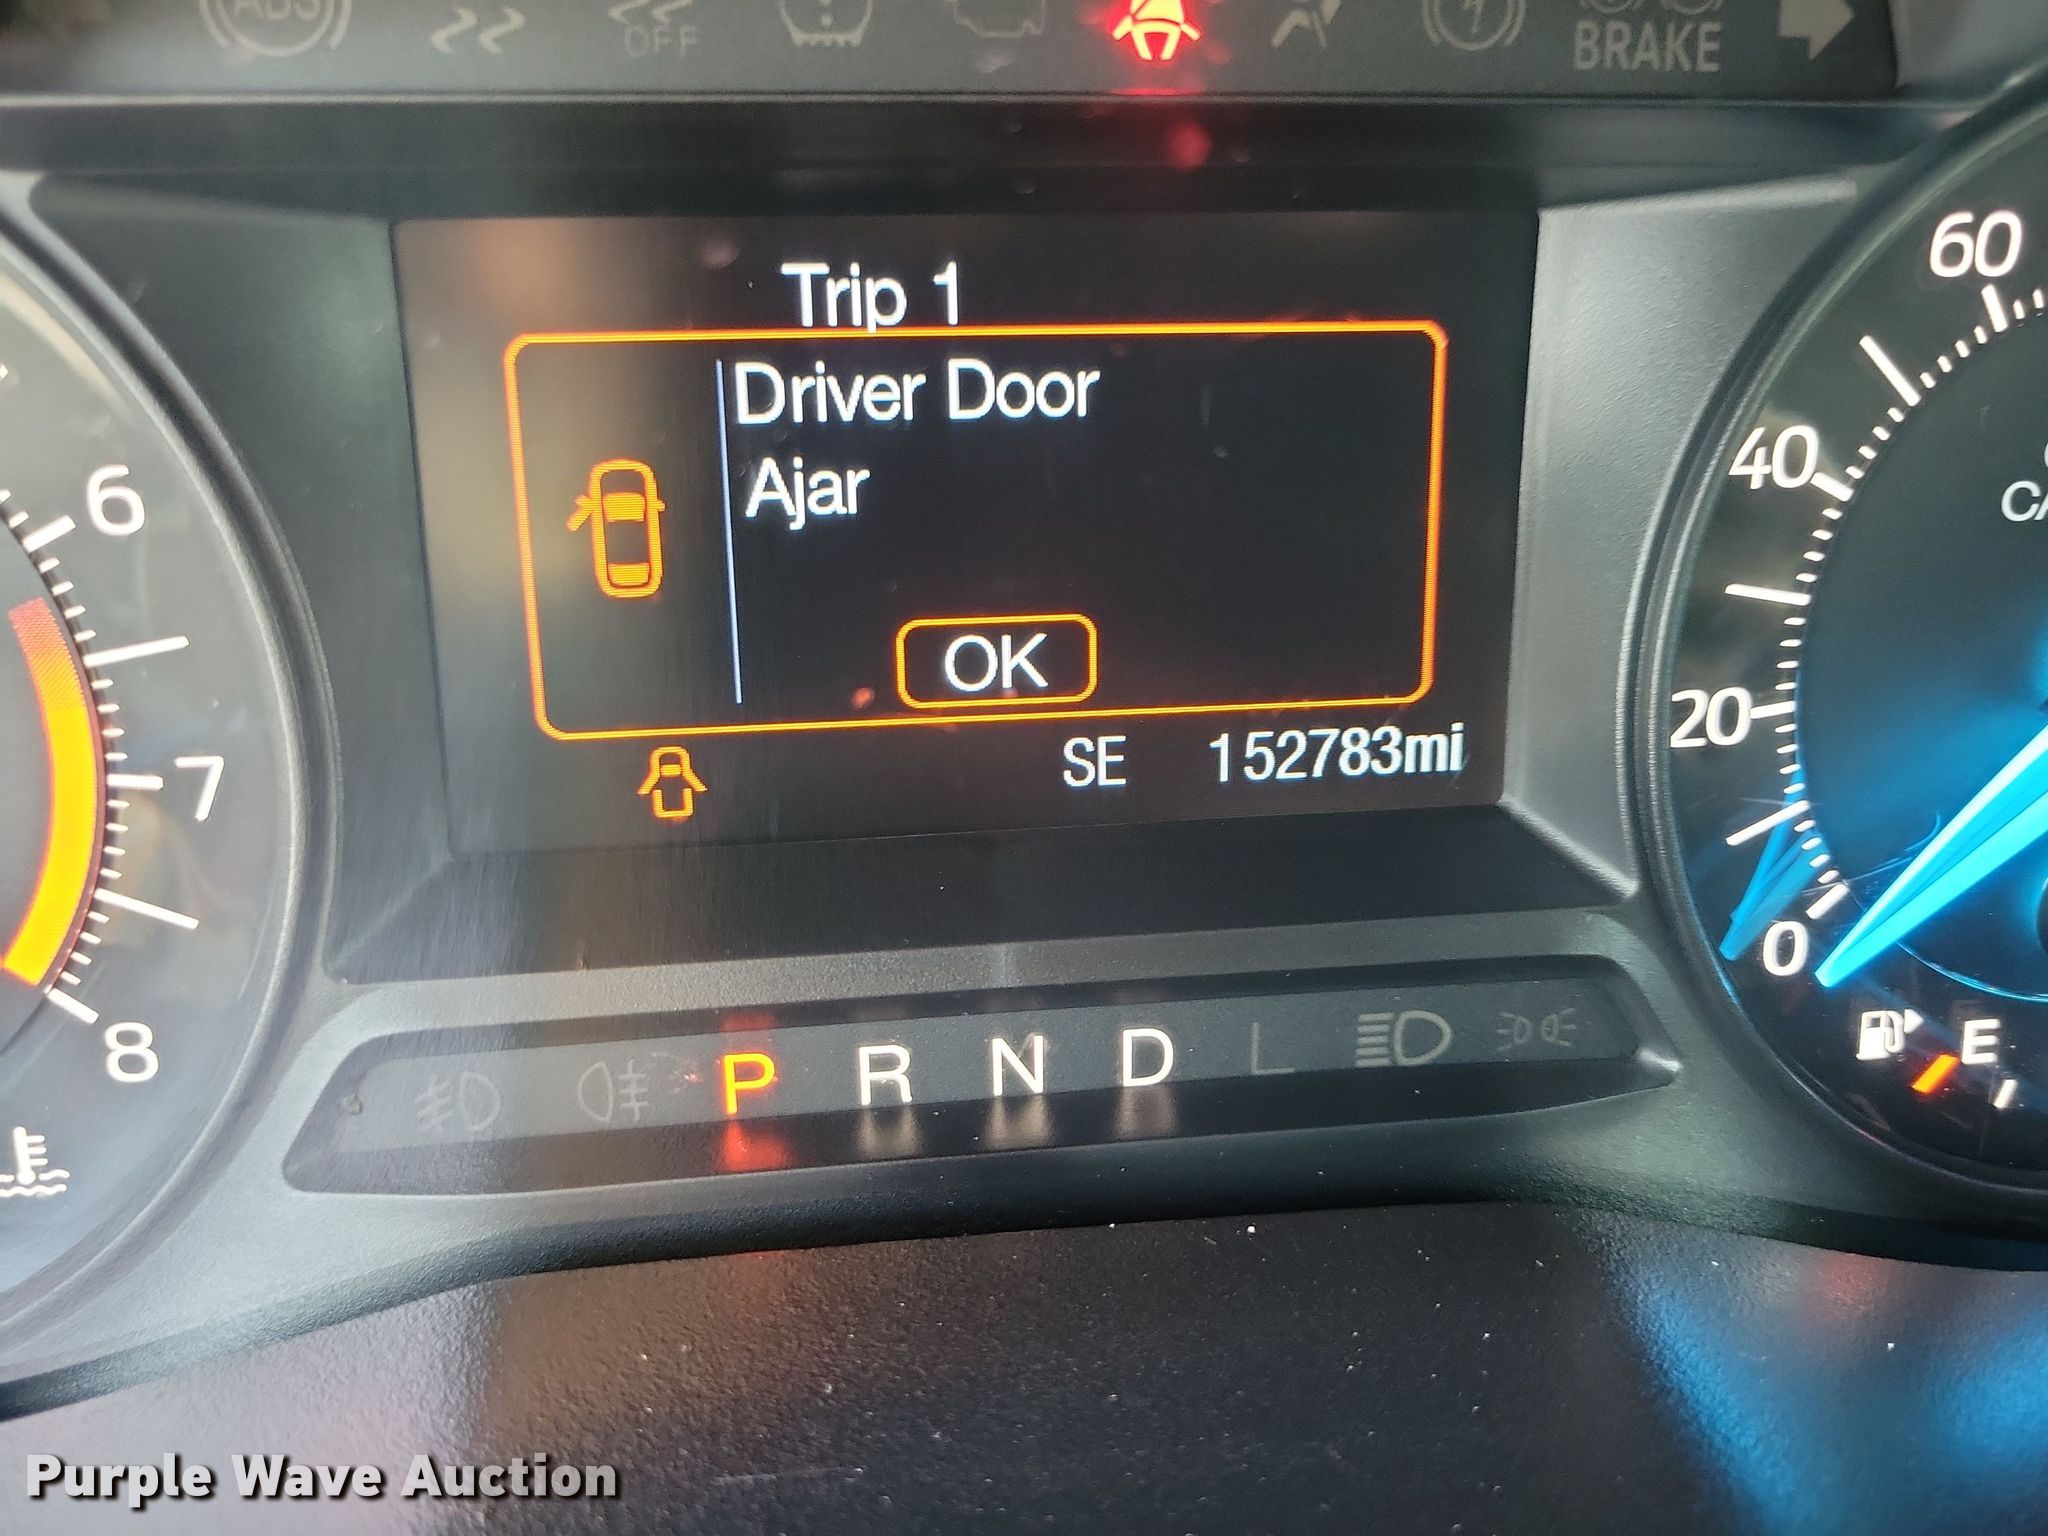 ABS
OFF
BRAKE
Trip 1
Driver Door
Ajar
OK
SE 152783mi
6
7
8
60
40
20
0
E
P R N D L
Purple Wave Auction